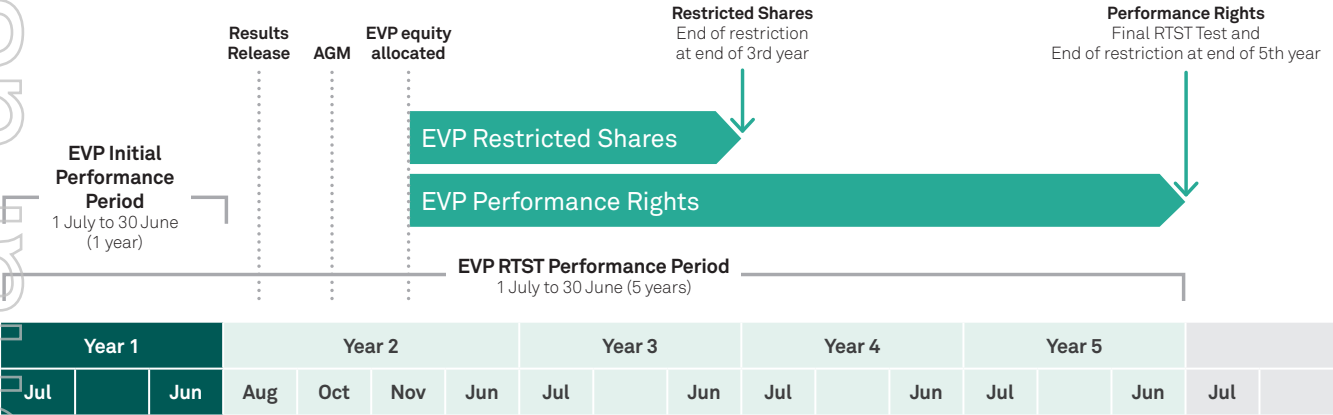 Results
Release
AGM
EVP equity
allocated
Restricted Shares
End of restriction
at end of 3rd year
Performance Rights
Final RTST Test and
End of restriction at end of 5th year
EVP Restricted Shares
EVP Initial
Performance
Period
1 July to 30 June
(1 year)
EVP Performance Rights
EVP RTST Performance Period
1 July to 30 June (5 years)
Year 1 Year 2 Year 3 Year 4 Year 5
Jul Jun Aug Oct Nov Jun Jul Jun Jul Jun Jul Jun Jul